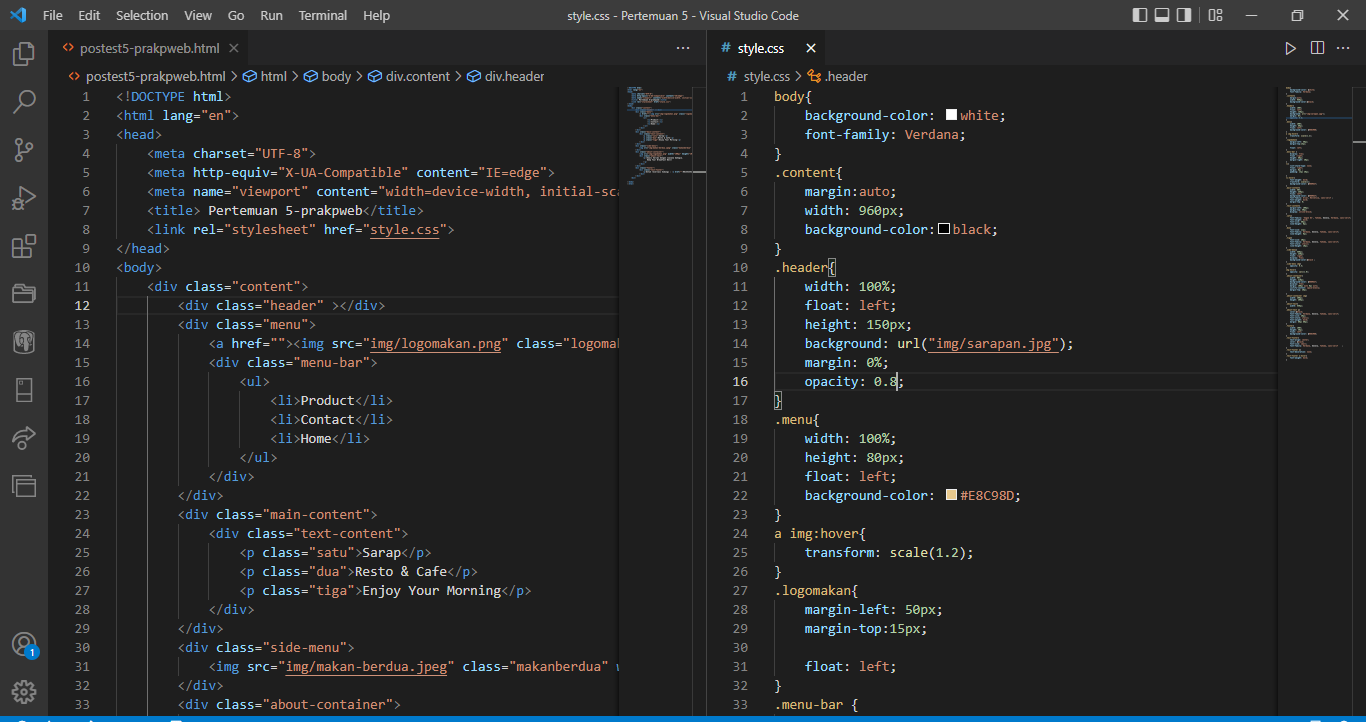 File Edit Selection View Go Run Terminal Help style.css - Pertemuan 5 - Visual Studio Code
postest5-prakpweb.html
postest5-prakpweb.html > html > body > div.content > div.header
1 <!DOCTYPE html>
2 <html lang="en">
3 <head>
4 <meta charset="UTF-8">
5 <meta http-equiv="X-UA-Compatible" content="IE=edge">
6 <meta name="viewport" content="width=device-width, initial-sca
7 <title> Pertemuan 5-prakpweb</title>
8 <link rel="stylesheet" href="style.css">
9 </head>
10 <body>
11 <div class="content">
12 <div class="header" ></div>
13 <div class="menu">
14 <a href=""><img src="img/logomakan.png" class="logomak
15 <div class="menu-bar">
16 <ul>
17 <li>Product</li>
18 <li>Contact</li>
19 <li>Home</li>
20 </ul>
21 </div>
22 </div>
23 <div class="main-content">
24 <div class="text-content">
25 <p class="satu">Sarap</p>
26 <p class="dua">Resto & Cafe</p>
27 <p class="tiga">Enjoy Your Morning</p>
28 </div>
29 </div>
30 <div class="side-menu">
31 <img src="img/makan-berdua.jpeg" class="makanberdua" w
32 </div>
33 <div class="about-container">
1
# style.css
# style.css > .header
1 body{
2 background-color: white;
3 font-family: Verdana;
4 }
5 .content{
6 margin:auto;
7 width: 960px;
8 background-color: black;
9 }
10 .header{
11 width: 100%;
12 float: left;
13 height: 150px;
14 background: url("img/sarapan.jpg");
15 margin: 0%;
16 opacity: 0.8;
17 }
18 .menu{
19 width: 100%;
20 height: 80px;
21 float: left;
22 background-color: #E8C98D;
23 }
24 a img:hover{
25 transform: scale(1.2);
26 }
27 .logomakan{
28 margin-left: 50px;
29 margin-top:15px;
30
31 float: left;
32 }
33 .menu-bar {